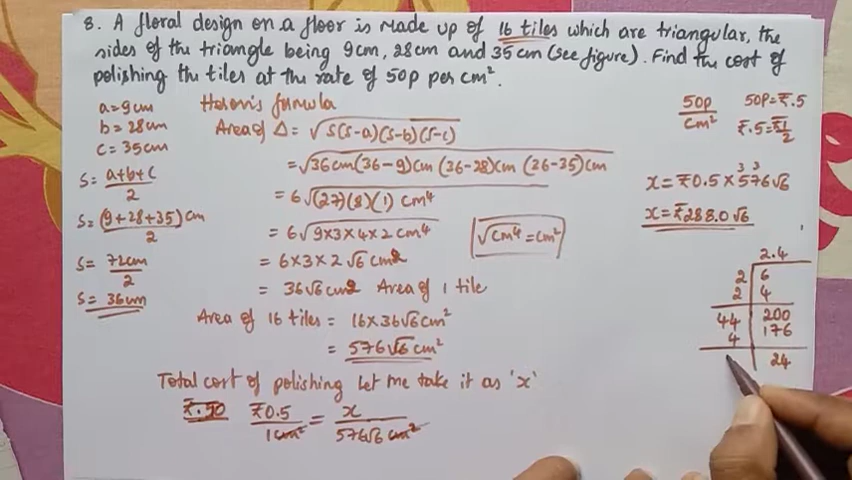 8. A floral design on a floor is made up of 16 tiles which are triangular, the
sides of the triangle being 9cm, 28cm and 35cm (see figure). Find the cost of
polishing the tiles at the rate of 50p per cm².
a = 9cm
b = 28cm
c = 35cm
S = a+b+c / 2
S = (9+28+35)cm / 2
S = 72cm / 2
S = 36cm
Heron's formula
Area of Δ = √S(S-a)(S-b)(S-c)
= √36cm(36-9)cm (36-28)cm (26-35)cm
= 6√(27)(8)(1) cm⁴
= 6√9×3×4×2 cm⁴
√cm⁴ = cm²
= 6×3×2√6 cm²
= 36√6 cm² Area of 1 tile
Area of 16 tiles = 16×36√6 cm²
= 576√6 cm²
Total cost of polishing Let me take it as 'x'
₹.50 ₹0.5 / 1cm² = x / 576√6 cm²
50p / cm²
50P = ₹.5
₹.5 = ₹1/2
x = ₹0.5 × 576√6
3 3
x = ₹288.0√6
2.4
2 6
2 4
44 200
4 176
24